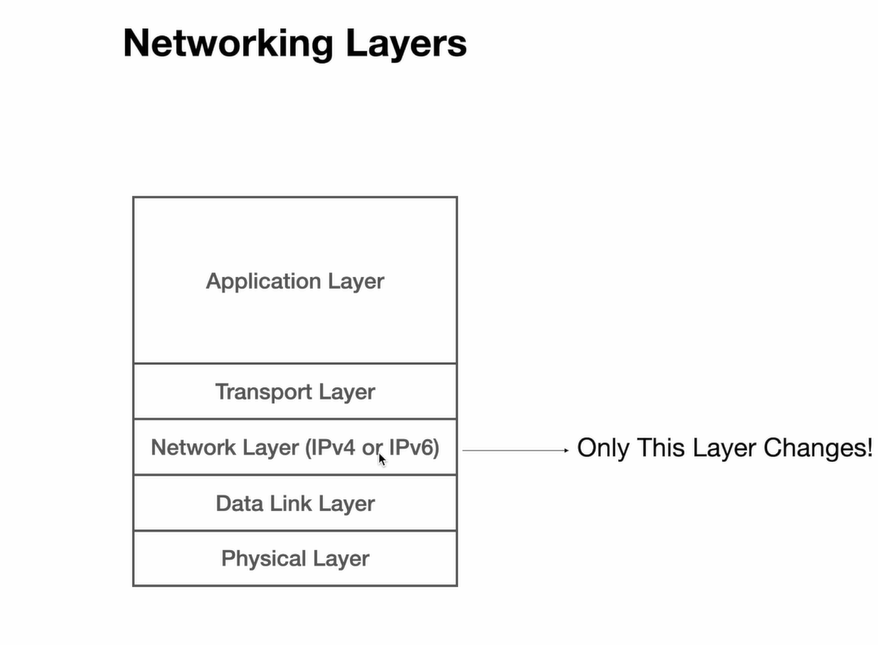 Networking Layers
Application Layer
Transport Layer
Network Layer (IPv4 or IPv6)
Only This Layer Changes!
Data Link Layer
Physical Layer